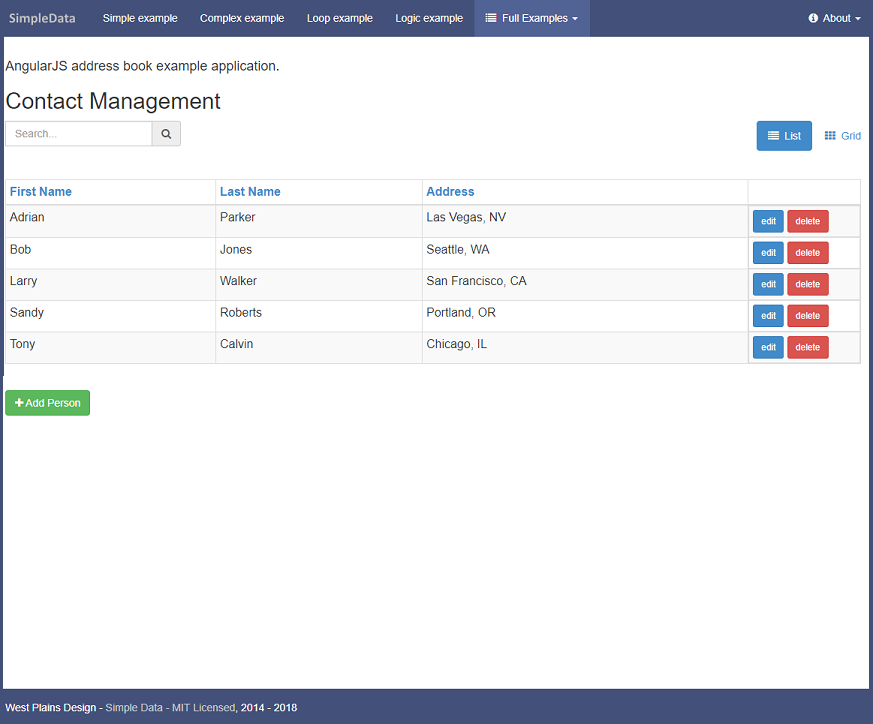 SimpleData Simple example Complex example Loop example Logic example Full Examples About
AngularJS address book example application.
Contact Management
Search...
List Grid
First Name Last Name Address
Adrian Parker Las Vegas, NV edit delete
Bob Jones Seattle, WA edit delete
Larry Walker San Francisco, CA edit delete
Sandy Roberts Portland, OR edit delete
Tony Calvin Chicago, IL edit delete
Add Person
West Plains Design - Simple Data - MIT Licensed, 2014 - 2018